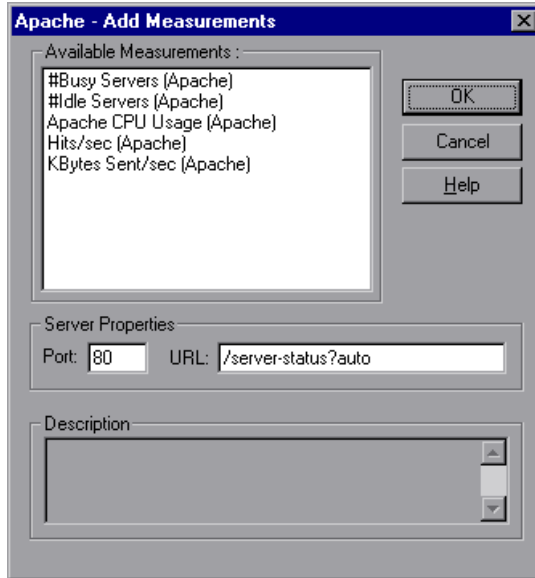 Apache - Add Measurements
Available Measurements :
#Busy Servers (Apache)
#Idle Servers (Apache)
Apache CPU Usage (Apache)
Hits/sec (Apache)
KBytes Sent/sec (Apache)
OK
Cancel
Help
Server Properties
Port: 80 URL: /server-status?auto
Description